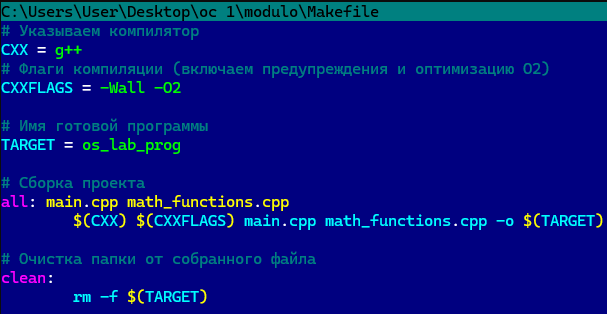 C:\Users\User\Desktop\ос 1\modulo\Makefile
# Указываем компилятор
CXX = g++
# Флаги компиляции (включаем предупреждения и оптимизацию O2)
CXXFLAGS = -Wall -O2
# Имя готовой программы
TARGET = os_lab_prog
# Сборка проекта
all: main.cpp math_functions.cpp
$(CXX) $(CXXFLAGS) main.cpp math_functions.cpp -o $(TARGET)
# Очистка папки от собранного файла
clean:
rm -f $(TARGET)